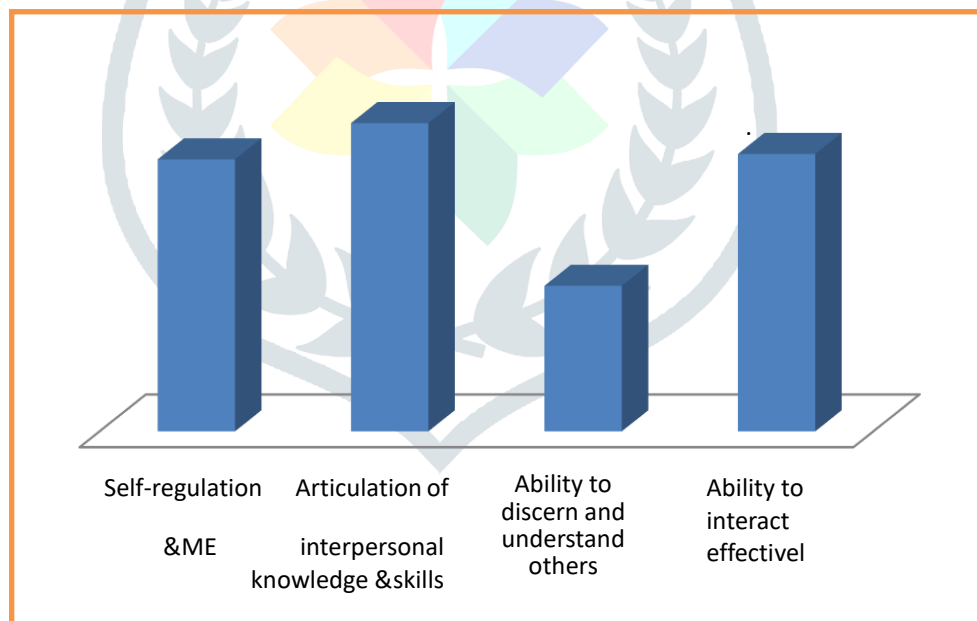 Self-regulation
&ME
Articulation of
interpersonal
knowledge &skills
Ability to
discern and
understand
others
Ability to
interact
effectivel